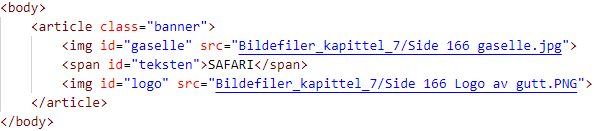 <body>
<article class="banner">
<img id="gaselle" src="Bildefiler_kapittel_7/Side 166 gaselle.jpg">
<span id="teksten">SAFARI</span>
<img id="logo" src="Bildefiler_kapittel_7/Side 166 Logo av gutt.PNG">
</article>
</body>